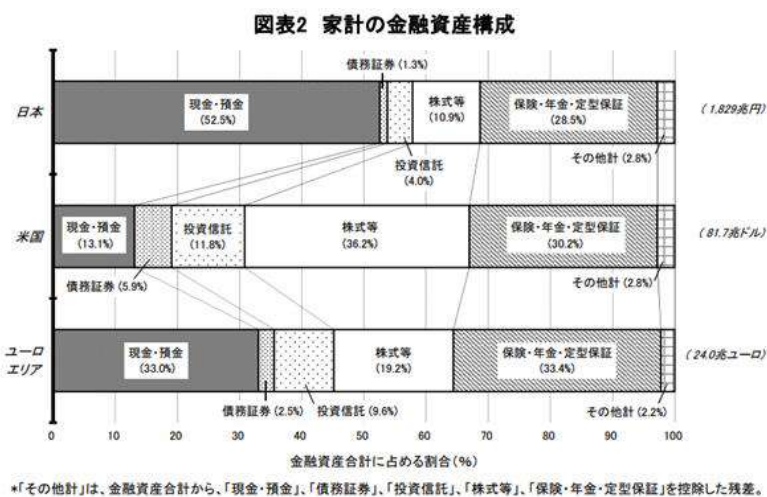 図表2 家計の金融資産構成
債務証券(1.3%)
日本
現金・預金
(52.5%)
株式等
(10.9%)
保険・年金・定型保証
(28.5%)
(1,829兆円)
投資信託
(4.0%)
その他計(2.8%)
米国
現金・預金
(13.1%)
投資信託
(11.8%)
株式等
(36.2%)
保険・年金・定型保証
(30.2%)
(81.7兆ドル)
債務証券(5.9%)
その他計(2.8%)
ユーロ
エリア
現金・預金
(33.0%)
株式等
(19.2%)
保険・年金・定型保証
(33.4%)
(24.0兆ユーロ)
債務証券(2.5%)
投資信託(9.6%)
その他計(2.2%)
0 10 20 30 40 50 60 70 80 90 100
金融資産合計に占める割合(%)
*「その他計」は、金融資産合計から、「現金・預金」、「債務証券」、「投資信託」、「株式等」、「保険・年金・定型保証」を控除した残差。